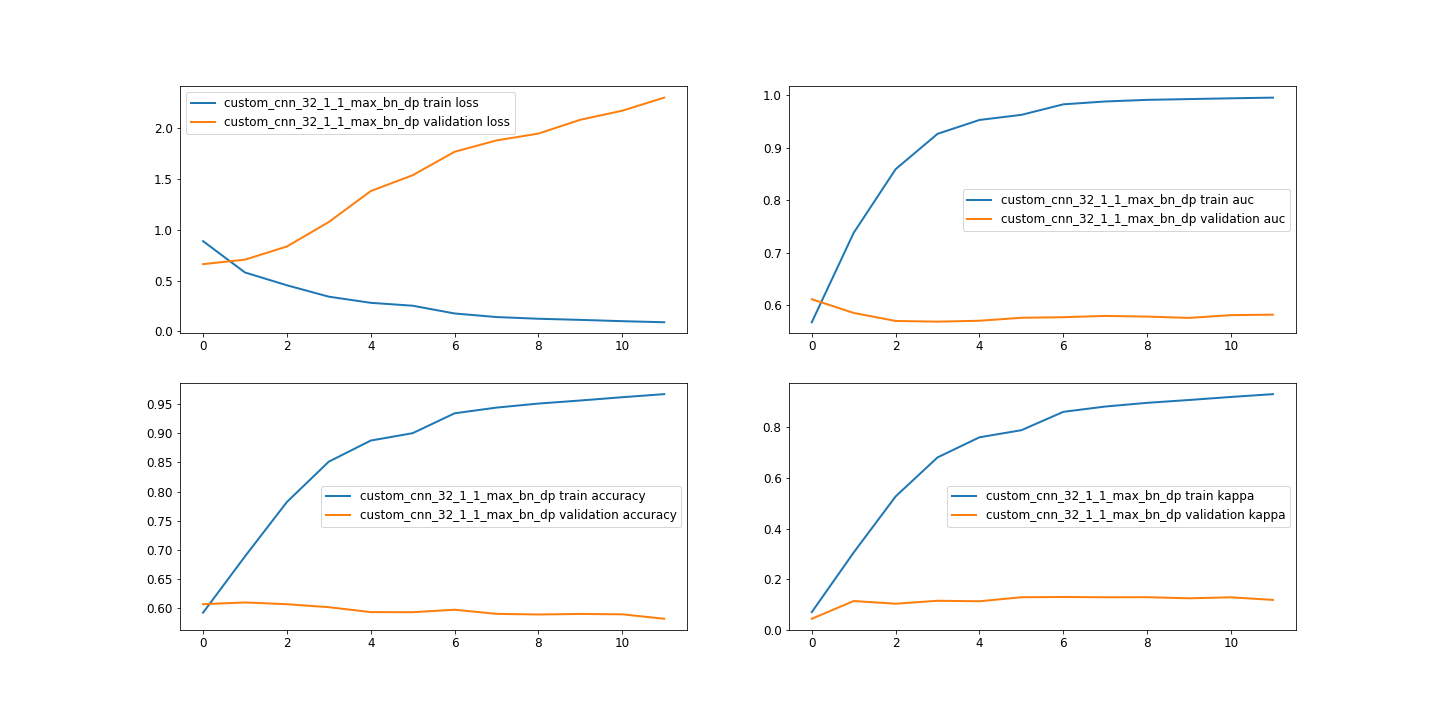 custom_cnn_32_1_1_max_bn_dp train loss
custom_cnn_32_1_1_max_bn_dp validation loss
2.0
1.5
1.0
0.5
0.0
0 2 4 6 8 10
1.0
0.9
0.8
0.7
0.6
custom_cnn_32_1_1_max_bn_dp train auc
custom_cnn_32_1_1_max_bn_dp validation auc
0 2 4 6 8 10
0.95
0.90
0.85
0.80
0.75
0.70
0.65
0.60
custom_cnn_32_1_1_max_bn_dp train accuracy
custom_cnn_32_1_1_max_bn_dp validation accuracy
0 2 4 6 8 10
0.8
0.6
0.4
0.2
0.0
custom_cnn_32_1_1_max_bn_dp train kappa
custom_cnn_32_1_1_max_bn_dp validation kappa
0 2 4 6 8 10